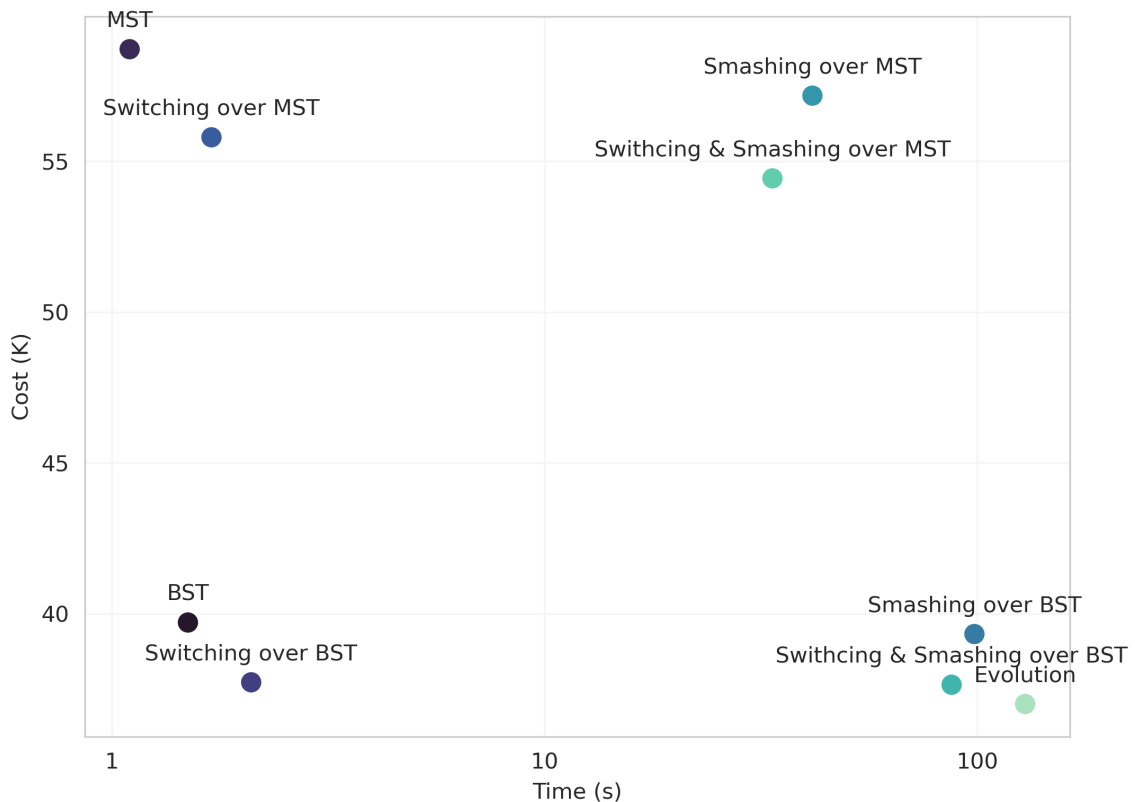 MST
Smashing over MST
Switching over MST
Swithcing & Smashing over MST
55
50
Cost (K)
45
BST
40
Smashing over BST
Switching over BST
Swithcing & Smashing over BST
Evolution
1
10
100
Time (s)